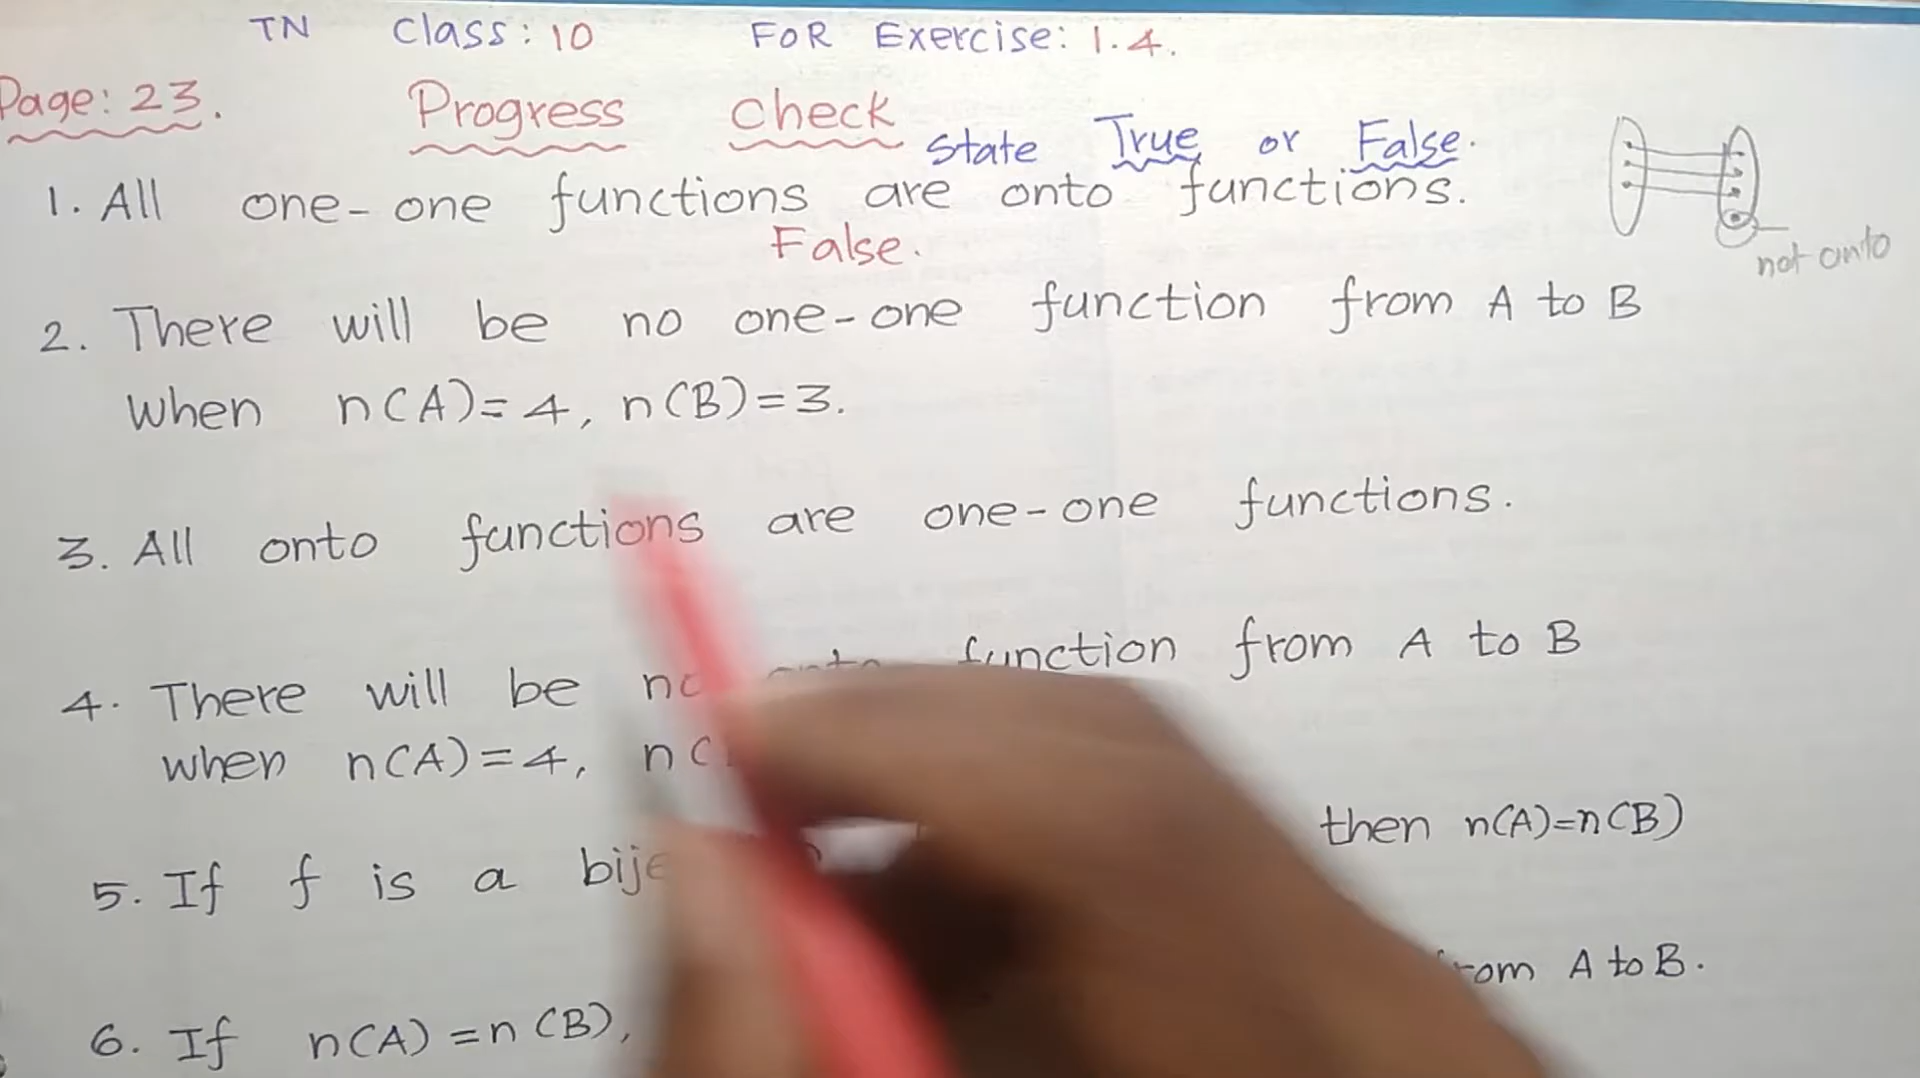 TN Class: 10 FOR Exercise: 1.4.
Page: 23. Progress Check
State True or False.
1. All one-one functions are onto functions.
False.
not onto
2. There will be no one-one function from A to B
when n(A)=4, n(B)=3.
3. All onto functions are one-one functions.
4. There will be function from A to B
when n(A)=4,
5. If f is a then n(A)=n(B)
A to B.
6. If n(A)=n(B),